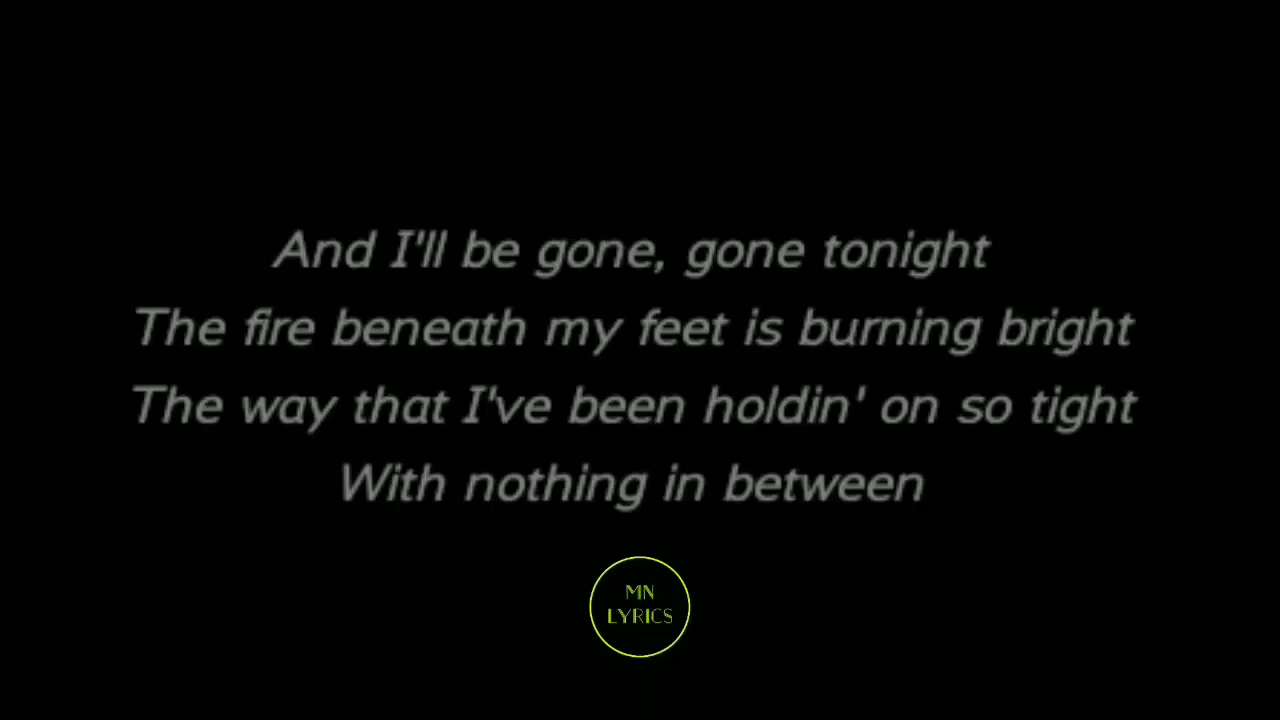 And I'll be gone, gone tonight
The fire beneath my feet is burning bright
The way that I've been holdin' on so tight
With nothing in between
MN
LYRICS